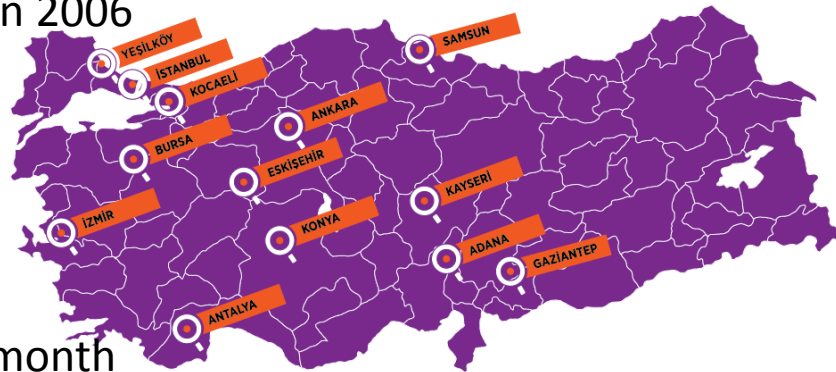 n 2006
YEŞİLKÖY
İSTANBUL
KOCAELİ
SAMSUN
ANKARA
BURSA
ESKİŞEHİR
KAYSERİ
İZMİR
KONYA
ADANA
GAZİANTEP
ANTALYA
month